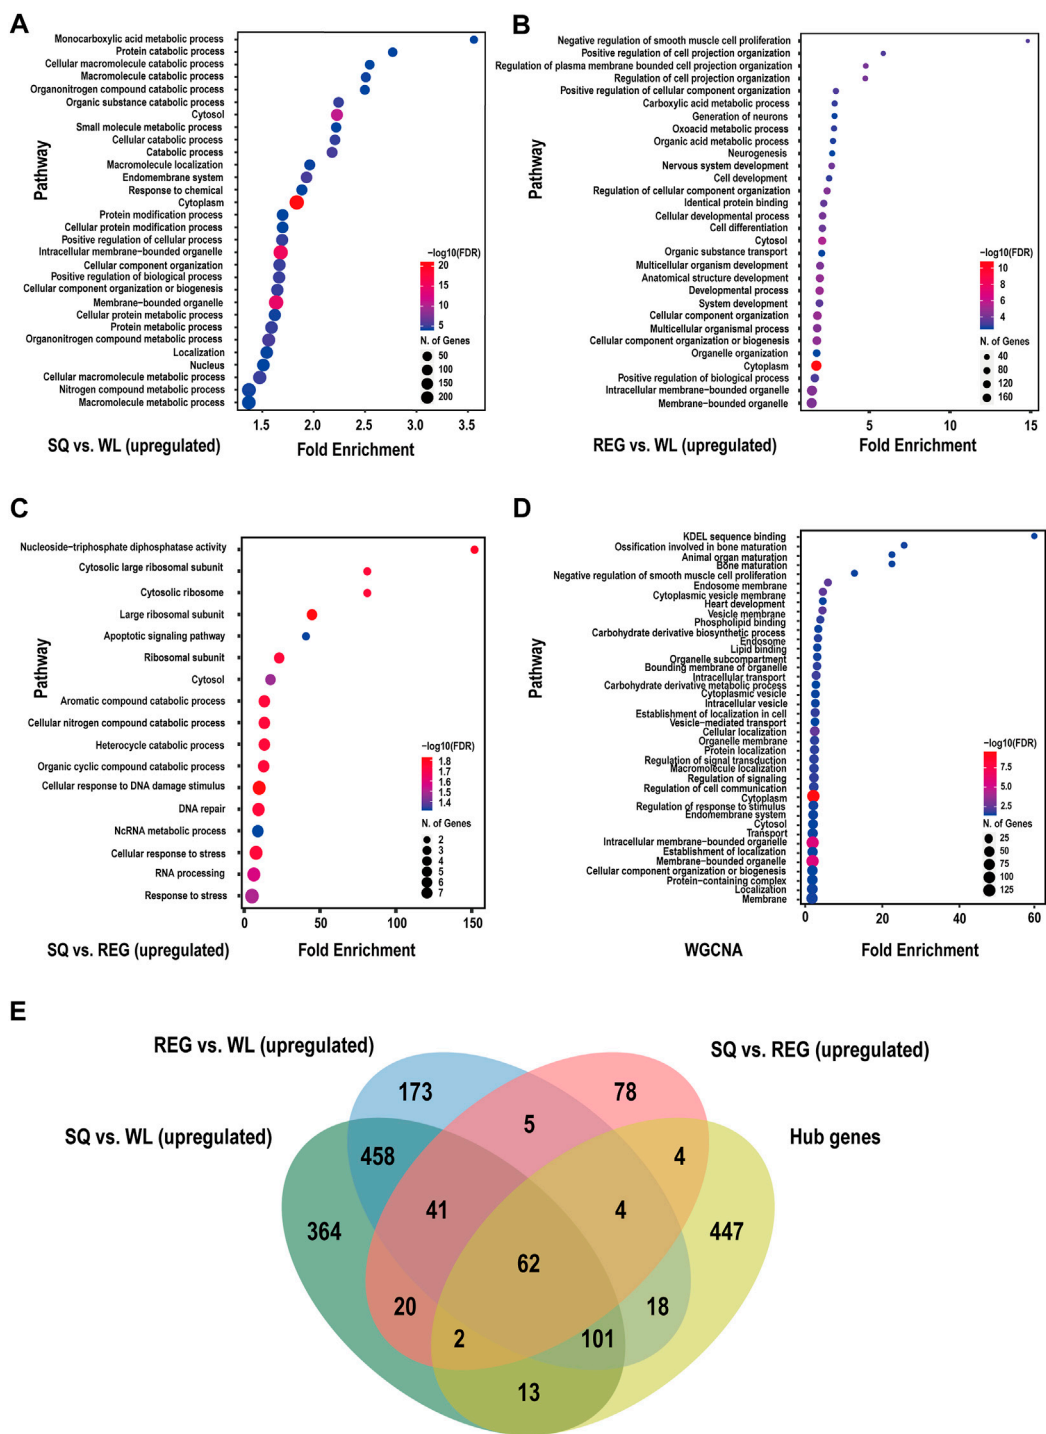 A
Monocarboxylic acid metabolic process
Protein catabolic process
Cellular macromolecule catabolic process
Macromolecule catabolic process
Organonitrogen compound catabolic process
Organic substance catabolic process
Cytosol
Small molecule metabolic process
Cellular catabolic process
Catabolic process
Macromolecule localization
Endomembrane system
Response to chemical
Cytoplasm
Protein modification process
Cellular protein modification process
Positive regulation of cellular process
Intracellular membrane-bounded organelle
Cellular component organization
Positive regulation of biological process
Cellular component organization or biogenesis
Membrane-bounded organelle
Cellular protein metabolic process
Protein metabolic process
Organonitrogen compound metabolic process
Localization
Nucleus
Cellular macromolecule metabolic process
Nitrogen compound metabolic process
Macromolecule metabolic process
Pathway
−log10(FDR)
20
15
10
5
N. of Genes
50
100
150
200
1.5 2.0 2.5 3.0 3.5
SQ vs. WL (upregulated)
Fold Enrichment
B
Negative regulation of smooth muscle cell proliferation
Positive regulation of cell projection organization
Regulation of plasma membrane bounded cell projection organization
Regulation of cell projection organization
Positive regulation of cellular component organization
Carboxylic acid metabolic process
Generation of neurons
Oxoacid metabolic process
Organic acid metabolic process
Neurogenesis
Nervous system development
Cell development
Regulation of cellular component organization
Identical protein binding
Cellular developmental process
Cell differentiation
Cytosol
Organic substance transport
Multicellular organism development
Anatomical structure development
Developmental process
System development
Cellular component organization
Multicellular organismal process
Cellular component organization or biogenesis
Organelle organization
Cytoplasm
Positive regulation of biological process
Intracellular membrane-bounded organelle
Membrane-bounded organelle
Pathway
−log10(FDR)
10
8
6
4
N. of Genes
40
80
120
160
5 10 15
REG vs. WL (upregulated)
Fold Enrichment
C
Nucleoside-triphosphate diphosphatase activity
Cytosolic large ribosomal subunit
Cytosolic ribosome
Large ribosomal subunit
Apoptotic signaling pathway
Ribosomal subunit
Cytosol
Aromatic compound catabolic process
Cellular nitrogen compound catabolic process
Heterocycle catabolic process
Organic cyclic compound catabolic process
Cellular response to DNA damage stimulus
DNA repair
NcRNA metabolic process
Cellular response to stress
RNA processing
Response to stress
Pathway
−log10(FDR)
1.8
1.7
1.6
1.5
1.4
N. of Genes
2
3
4
5
6
7
0 50 100 150
SQ vs. REG (upregulated)
Fold Enrichment
D
KDEL sequence binding
Ossification involved in bone maturation
Animal organ maturation
Bone maturation
Negative regulation of smooth muscle cell proliferation
Endosome membrane
Cytoplasmic vesicle membrane
Heart development
Vesicle membrane
Phospholipid binding
Carbohydrate derivative biosynthetic process
Endosome
Lipid binding
Organelle subcompartment
Bounding membrane of organelle
Intracellular transport
Carbohydrate derivative metabolic process
Cytoplasmic vesicle
Intracellular vesicle
Establishment of localization in cell
Vesicle-mediated transport
Cellular localization
Organelle membrane
Protein localization
Regulation of signal transduction
Macromolecule localization
Regulation of signaling
Regulation of cell communication
Cytoplasm
Regulation of response to stimulus
Endomembrane system
Cytosol
Transport
Intracellular membrane-bounded organelle
Establishment of localization
Membrane-bounded organelle
Cellular component organization or biogenesis
Protein-containing complex
Localization
Membrane
Pathway
−log10(FDR)
7.5
5.0
2.5
N. of Genes
25
50
75
100
125
0 20 40 60
WGCNA
Fold Enrichment
E
REG vs. WL (upregulated)
SQ vs. REG (upregulated)
SQ vs. WL (upregulated)
Hub genes
173
78
5
458
4
41
4
364
447
62
20
18
2
101
13